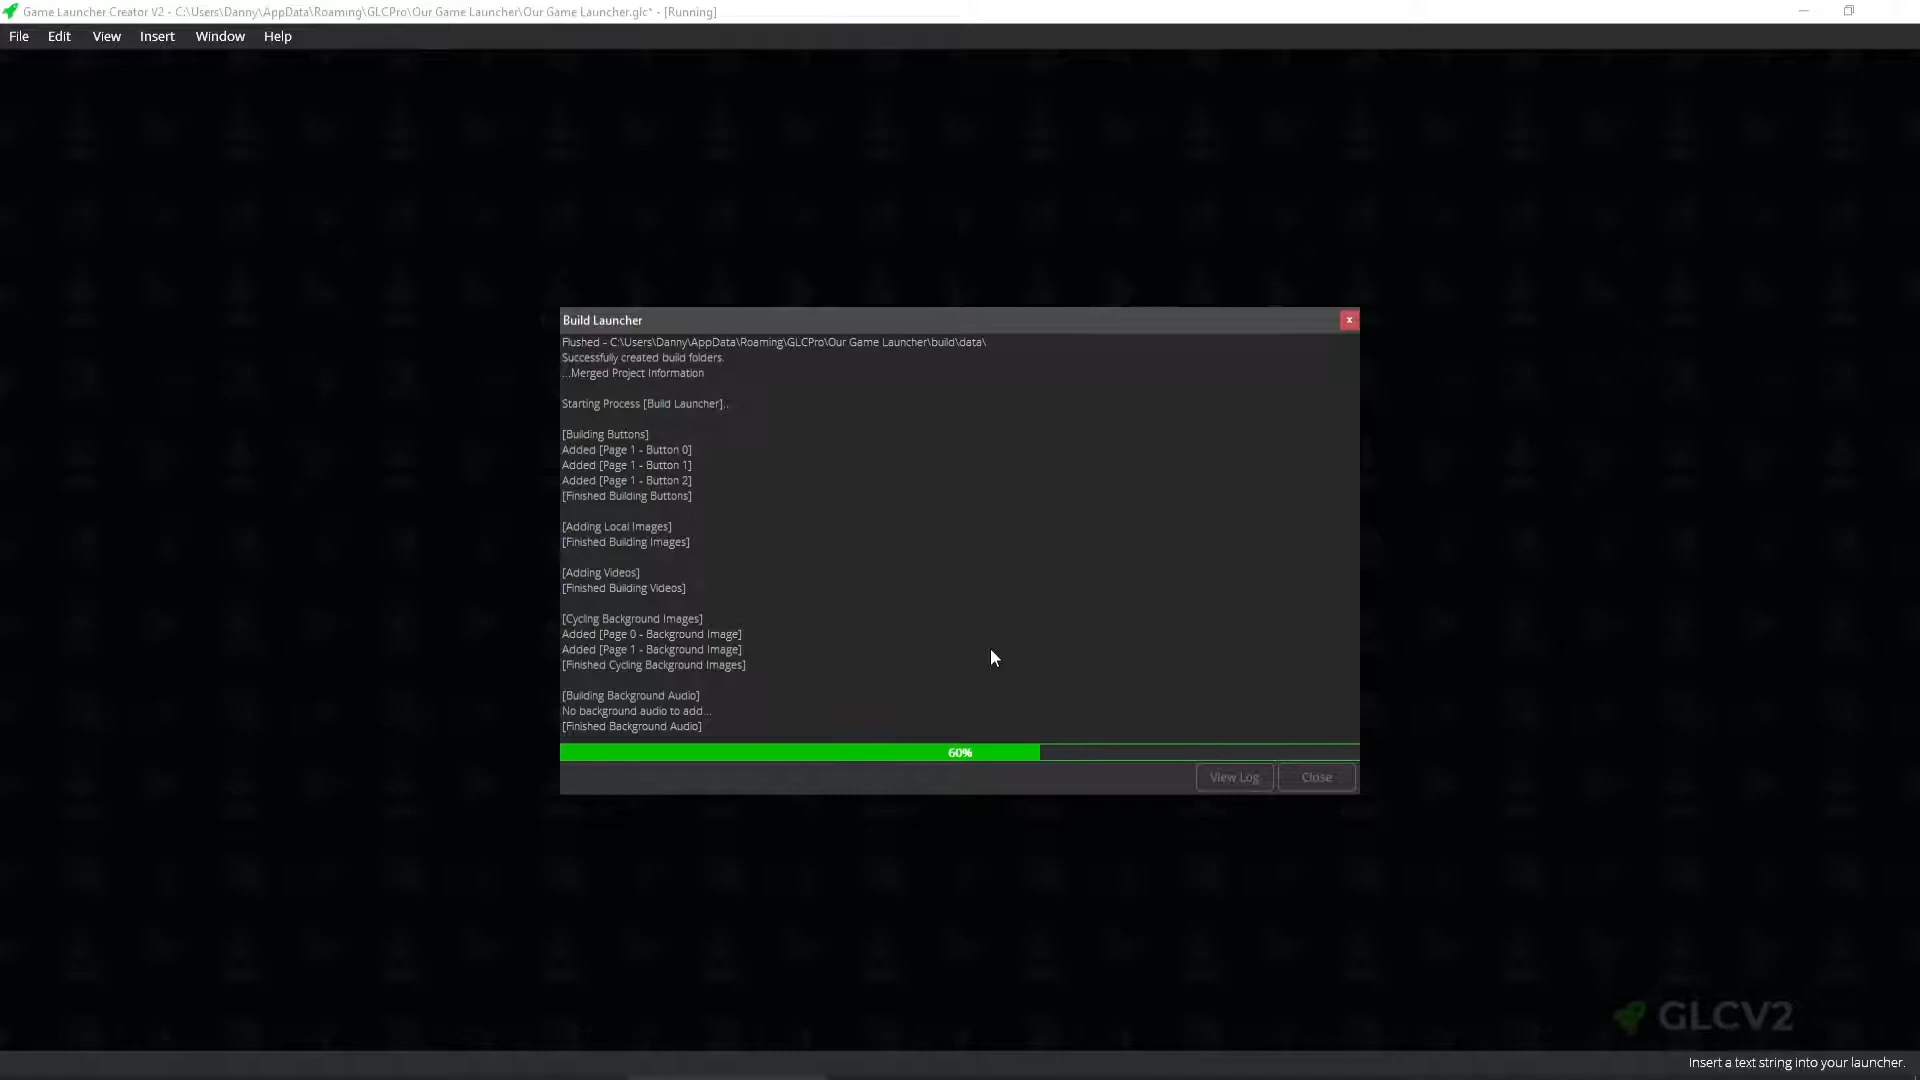 Game Launcher Creator V2 - C:\Users\Danny\AppData\Roaming\GLCPro\Our Game Launcher\Our Game Launcher.glc* - [Running]
File Edit View Insert Window Help
Build Launcher x
Flushed - C:\Users\Danny\AppData\Roaming\GLCPro\Our Game Launcher\build\data\
Successfully created build folders.
...Merged Project Information
Starting Process [Build Launcher]..
[Building Buttons]
Added [Page 1 - Button 0]
Added [Page 1 - Button 1]
Added [Page 1 - Button 2]
[Finished Building Buttons]
[Adding Local Images]
[Finished Building Images]
[Adding Videos]
[Finished Building Videos]
[Cycling Background Images]
Added [Page 0 - Background Image]
Added [Page 1 - Background Image]
[Finished Cycling Background Images]
[Building Background Audio]
No background audio to add...
[Finished Background Audio]
60%
View Log Close
GLCV2
Insert a text string into your launcher.